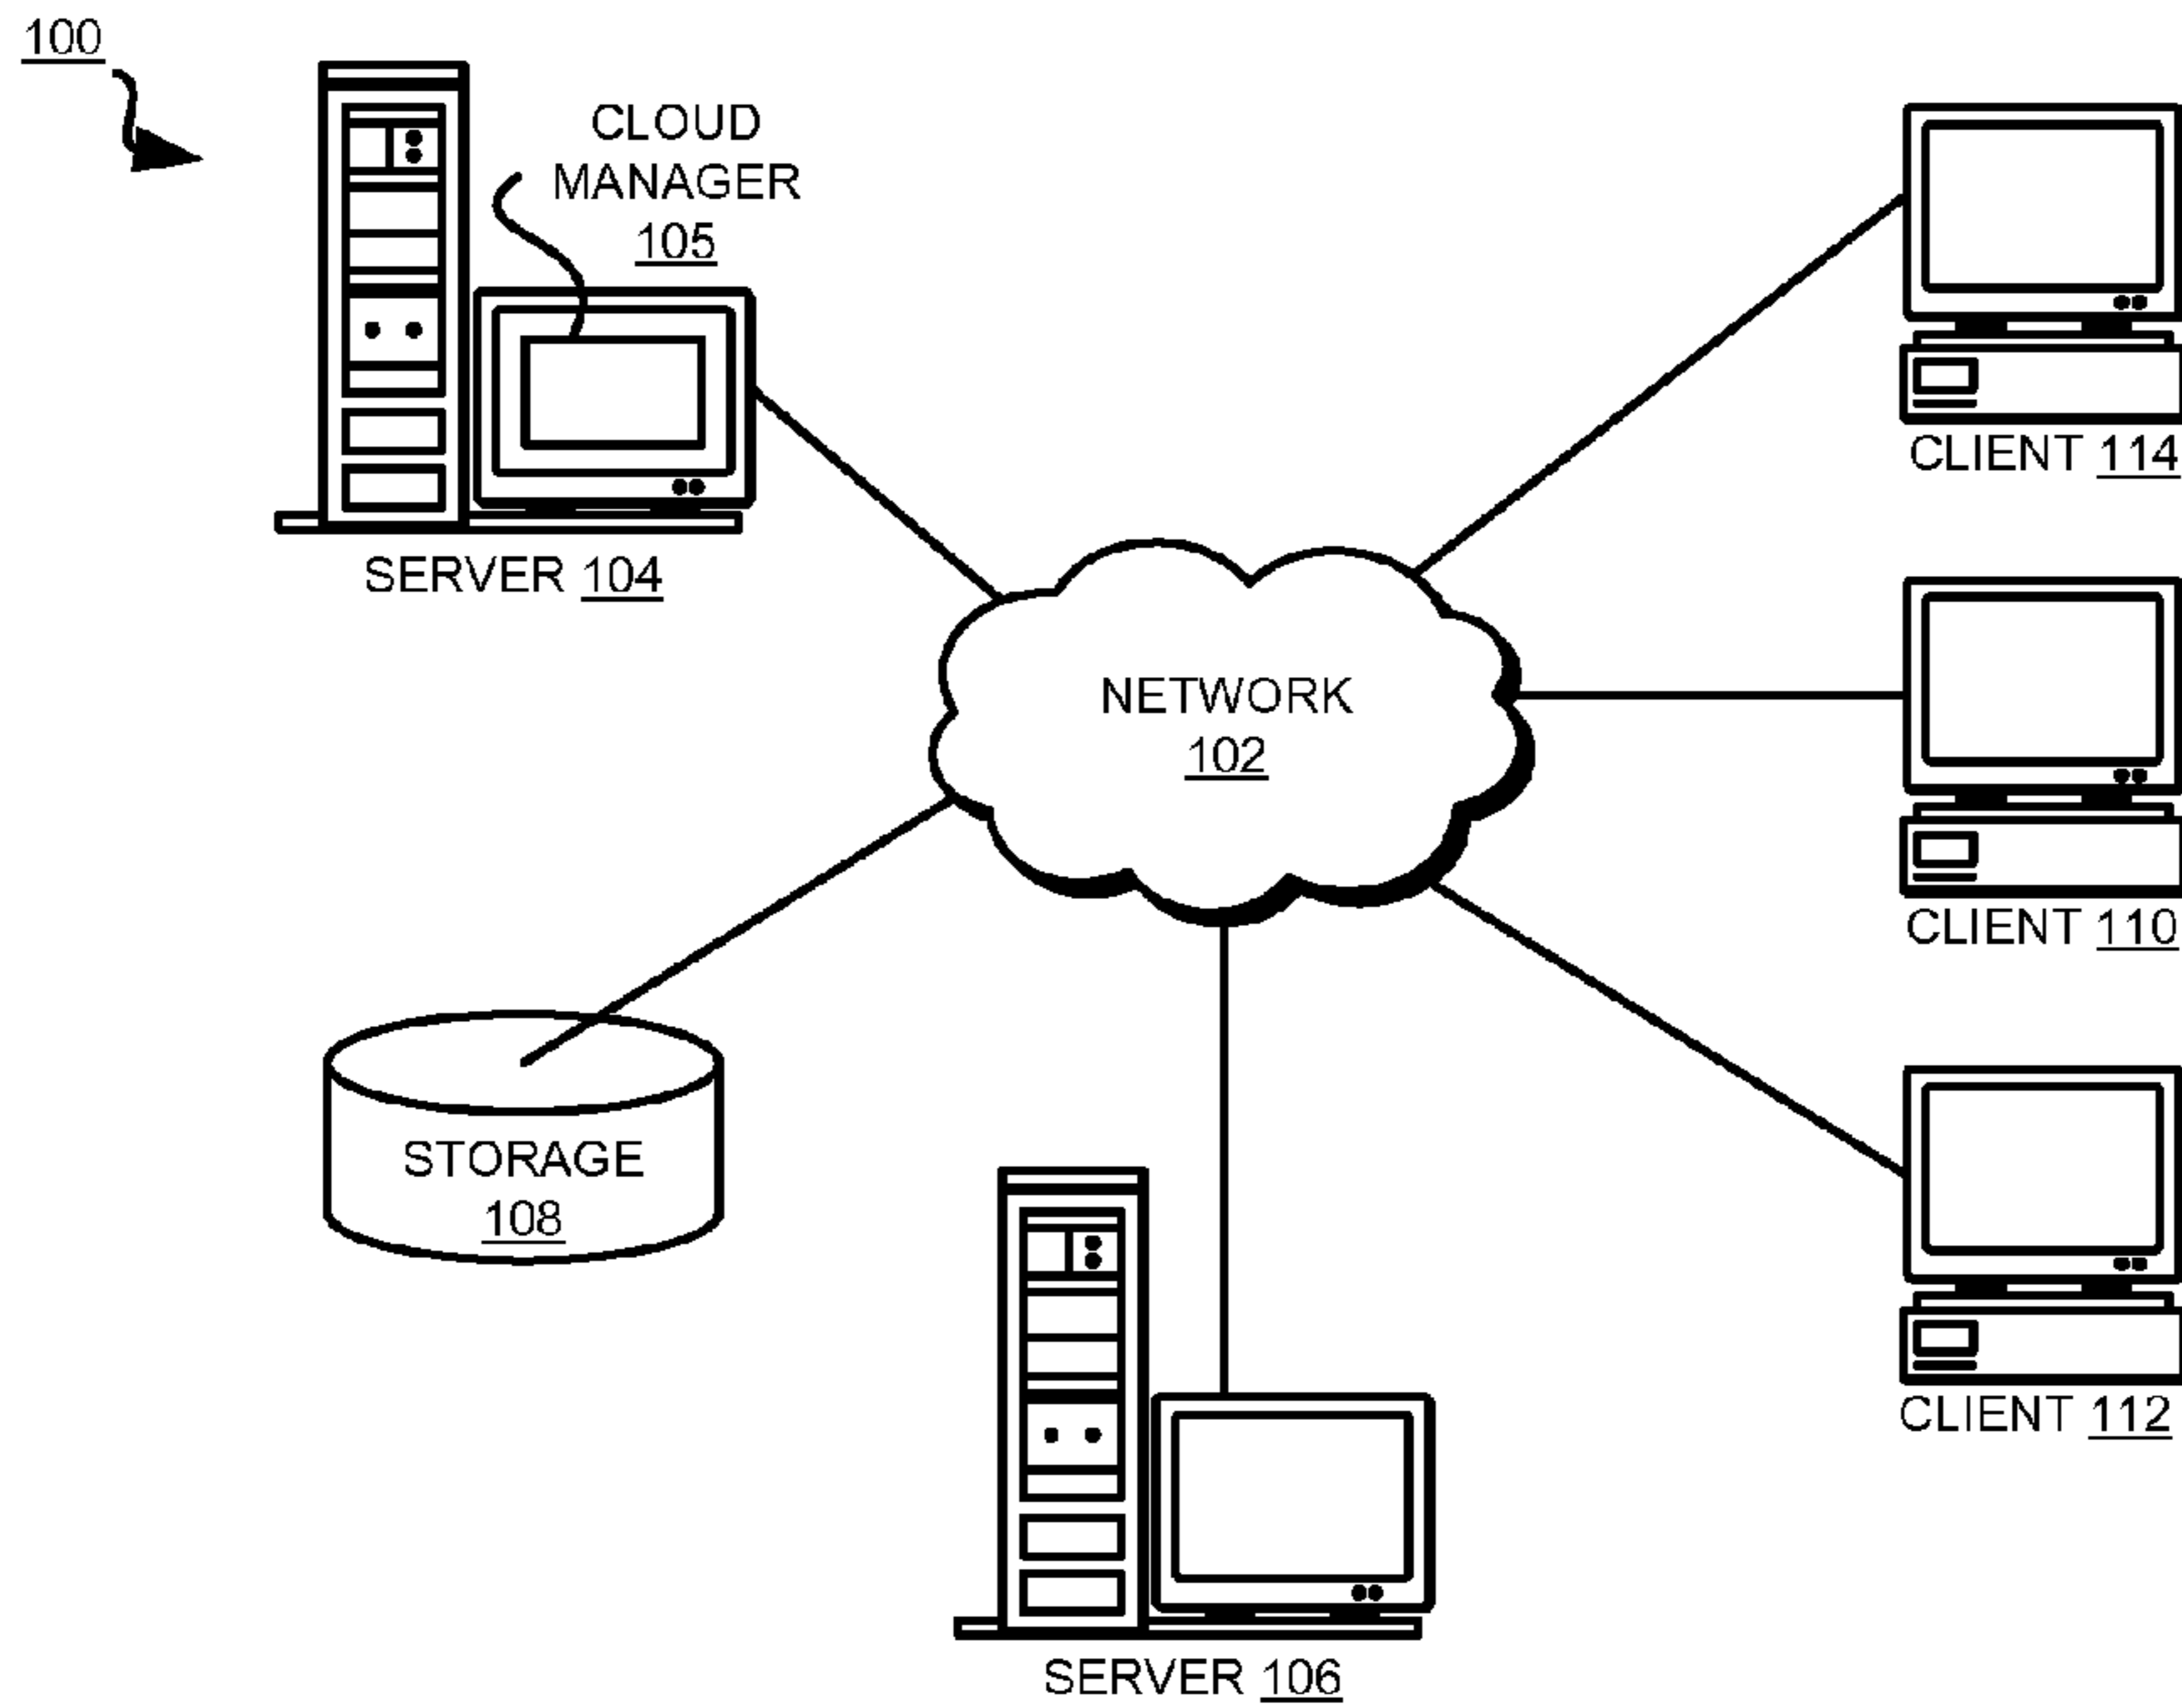 100
CLOUD
MANAGER
105
SERVER 104
CLIENT 114
NETWORK
102
CLIENT 110
STORAGE
108
CLIENT 112
SERVER 106